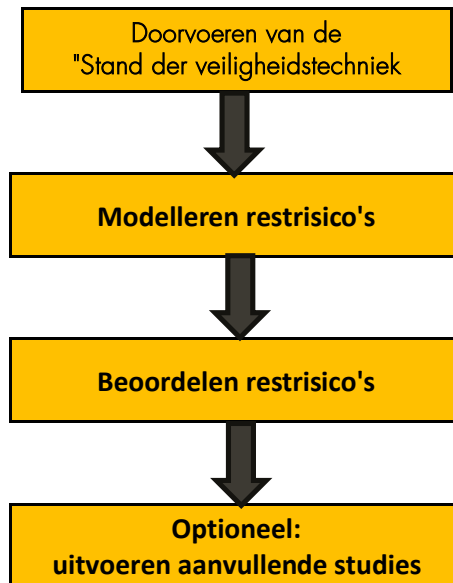 Doorvoeren van de
"Stand der veiligheidstechniek
Modelleren restrisico's
Beoordelen restrisico's
Optioneel:
uitvoeren aanvullende studies